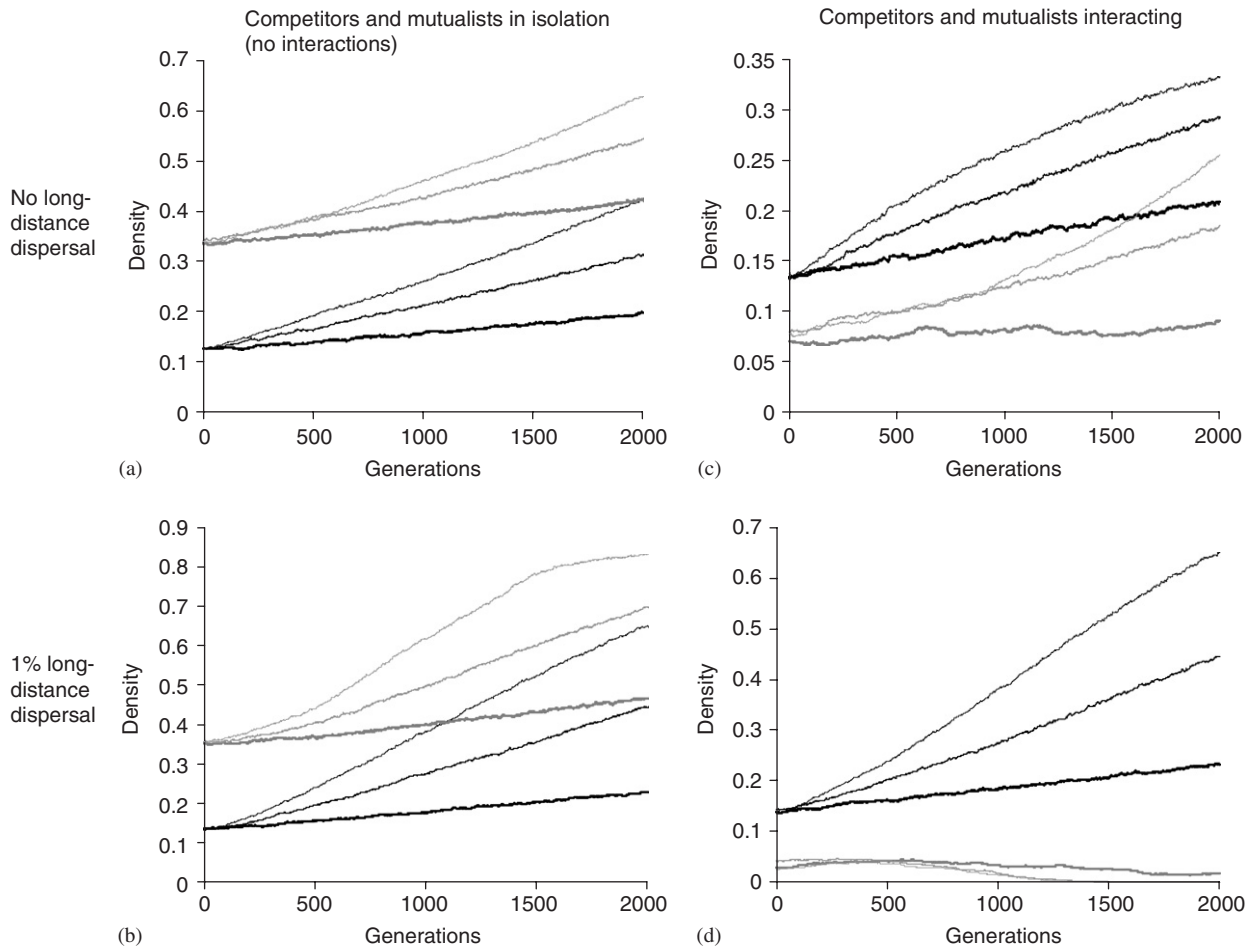 Competitors and mutualists in isolation
(no interactions)
Competitors and mutualists interacting
No long-
distance
dispersal
Density
0.7
0.6
0.5
0.4
0.3
0.2
0.1
0
0
500
1000
1500
2000
Generations
(a)
Density
0.35
0.3
0.25
0.2
0.15
0.1
0.05
0
0
500
1000
1500
2000
Generations
(c)
1% long-
distance
dispersal
Density
0.9
0.8
0.7
0.6
0.5
0.4
0.3
0.2
0.1
0
0
500
1000
1500
2000
Generations
(b)
Density
0.7
0.6
0.5
0.4
0.3
0.2
0.1
0
0
500
1000
1500
2000
Generations
(d)